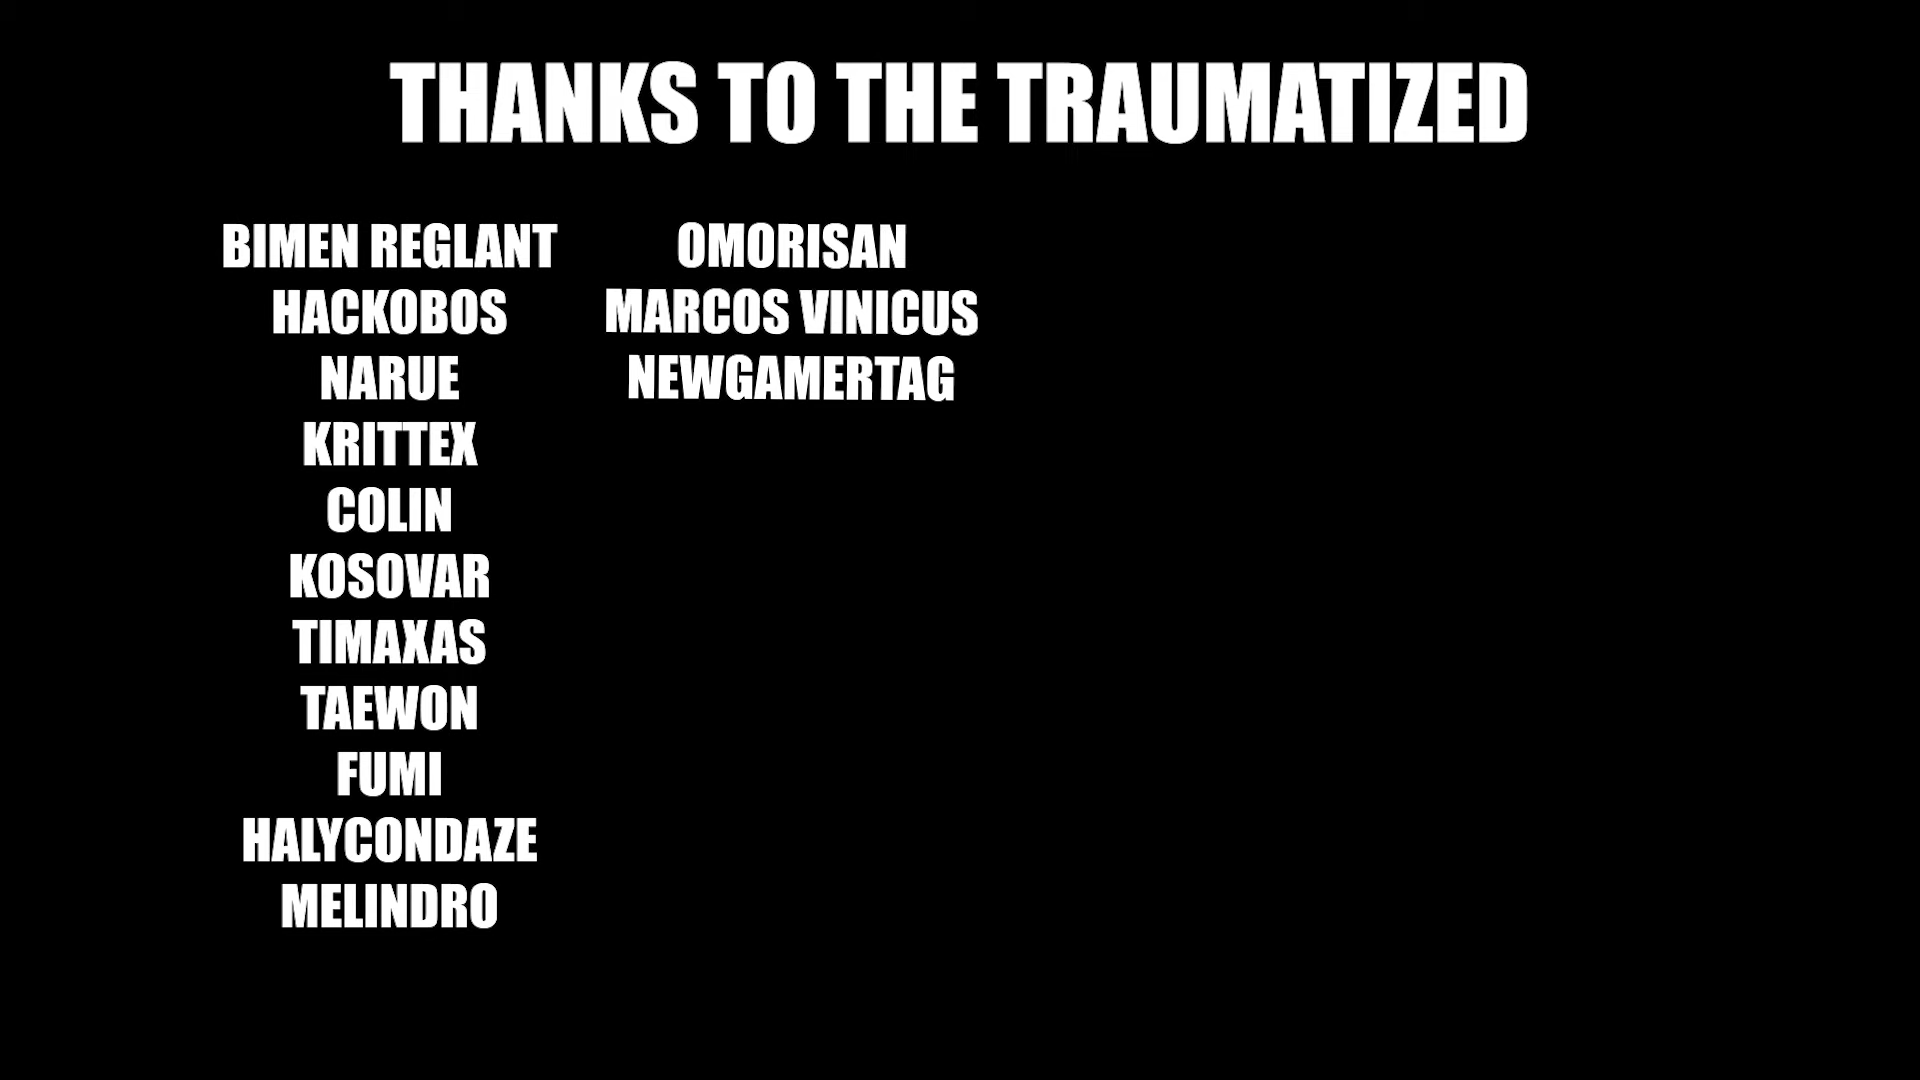 THANKS TO THE TRAUMATIZED
BIMEN REGLANT
HACKOBOS
NARUE
KRITTEX
COLIN
KOSOVAR
TIMAXAS
TAEWON
FUMI
HALYCONDAZE
MELINDRO
OMORISAN
MARCOS VINICUS
NEWGAMERTAG